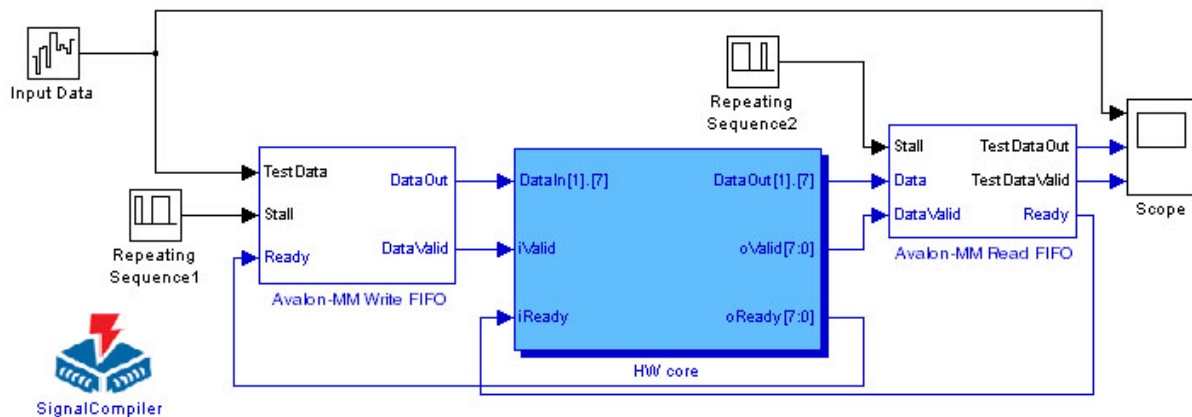 Input Data
Repeating
Sequence2
Scope
TestData
Stall
Ready
DataOut
DataValid
Avalon-MM Write FIFO
Repeating
Sequence1
DataIn[1].[7]
iValid
iReady
DataOut[1].[7]
oValid[7:0]
oReady[7:0]
HW core
Stall
Data
DataValid
TestDataOut
TestDataValid
Ready
Avalon-MM Read FIFO
SignalCompiler